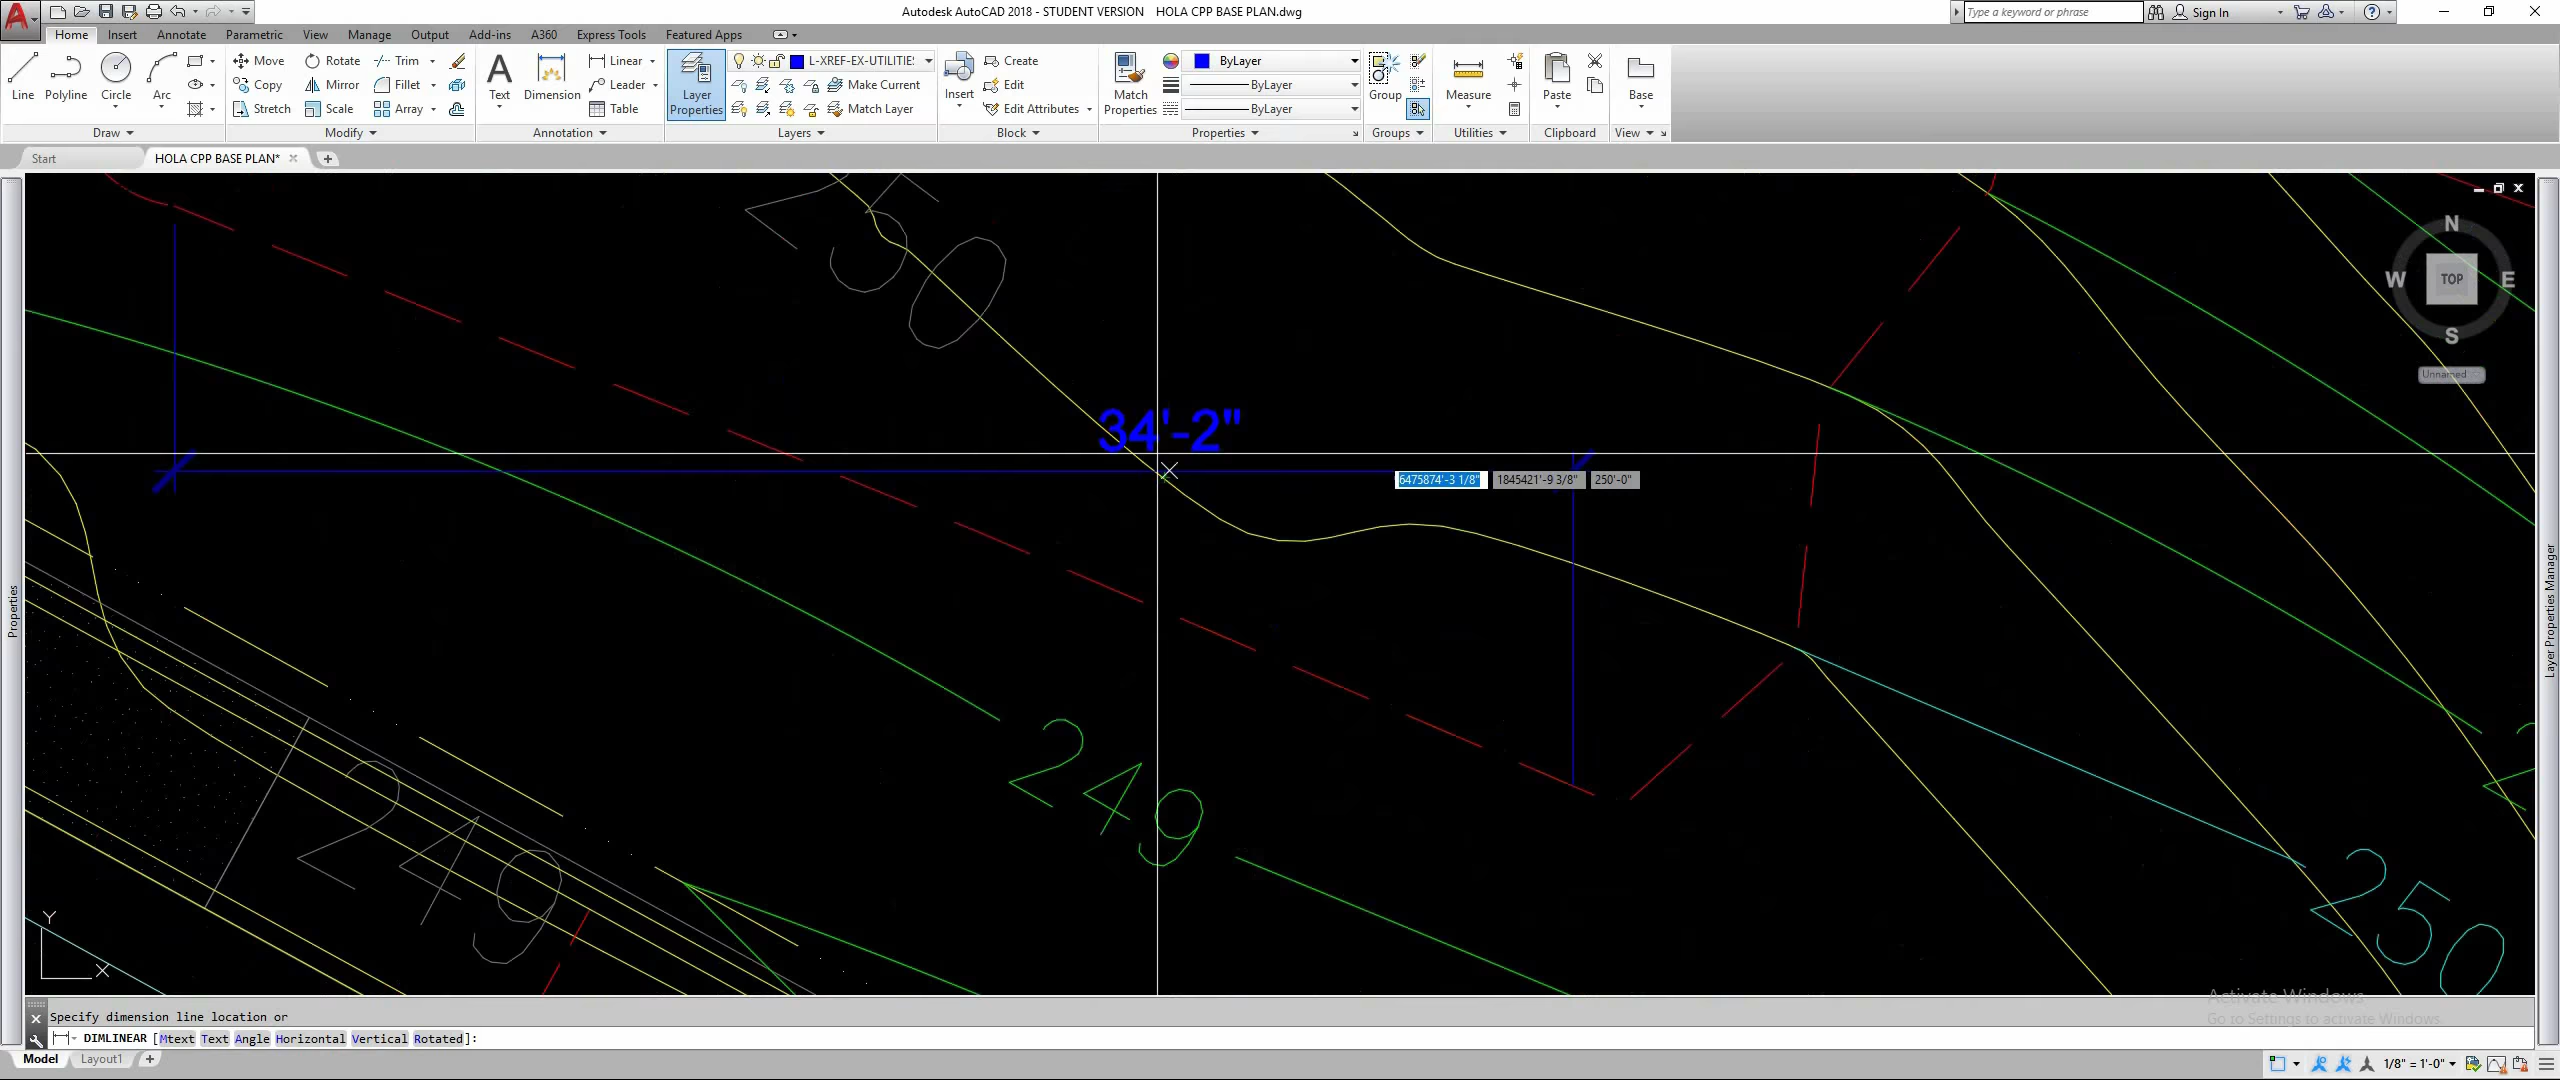 Autodesk AutoCAD 2018 - STUDENT VERSION HOLA CPP BASE PLAN.dwg
Type a keyword or phrase
Sign In
Home Insert Annotate Parametric View Manage Output Add-ins A360 Express Tools Featured Apps
Line Polyline Circle Arc
Move Rotate Trim
Copy Mirror Fillet
Stretch Scale Array
Text Dimension
Linear
Leader
Table
Layer Properties
L-XREF-EX-UTILITIES
Make Current
Match Layer
Insert
Create
Edit
Edit Attributes
Match Properties
ByLayer
ByLayer
ByLayer
Group
Measure
Paste
Base
Draw Modify Annotation Layers Block Properties Groups Utilities Clipboard View
Start HOLA CPP BASE PLAN*
250
N
W TOP E
S
Unnamed
34'-2"
6475874'-3 1/8" 1845421'-9 3/8" 250'-0"
Properties
Layer Properties Manager
249
249
250
Y
X
Activate Windows
Go to Settings to activate Windows.
Specify dimension line location or
DIMLINEAR [Mtext Text Angle Horizontal Vertical Rotated]:
Model Layout1
1/8" = 1'-0"